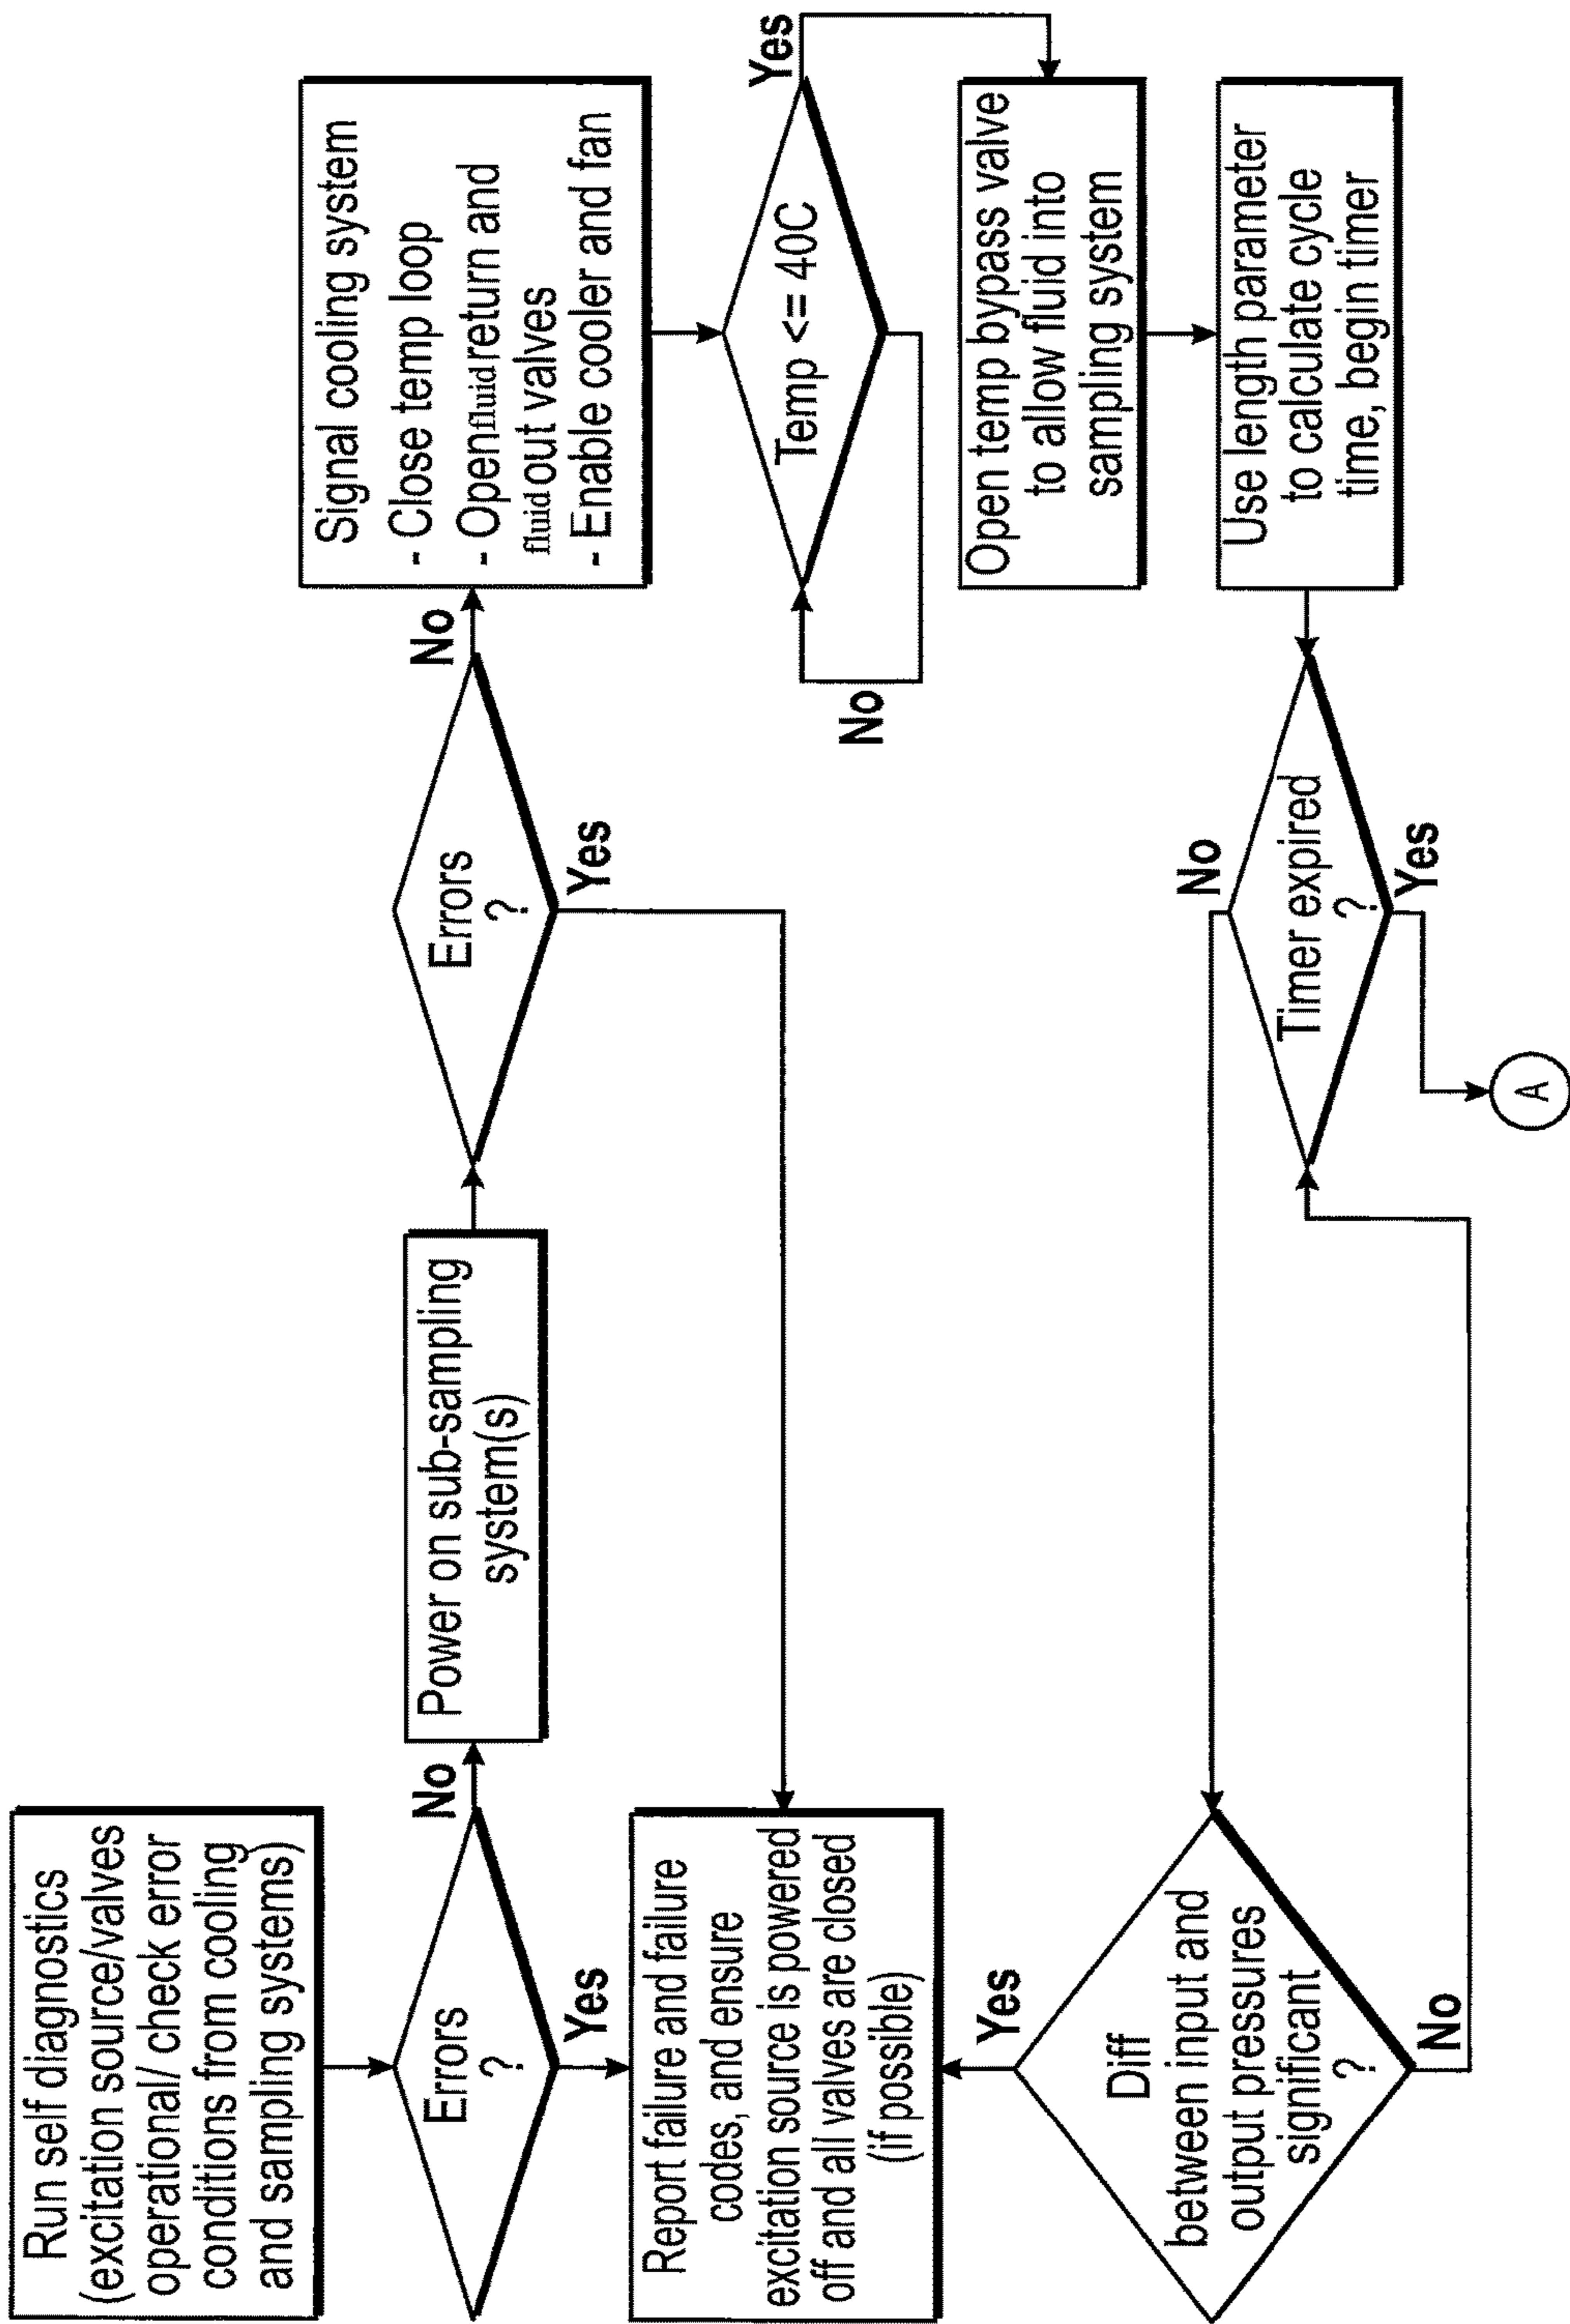 Run self diagnostics
(excitation source/valves
operational/ check error
conditions from cooling
and sampling systems)
Errors
?
No
Yes
Power on sub-sampling
system(s)
Errors
?
No
Yes
Signal cooling system
- Close temp loop
- Open fluid return and
fluid out valves
- Enable cooler and fan
Temp <= 40C
Yes
No
Open temp bypass valve
to allow fluid into
sampling system
Use length parameter
to calculate cycle
time, begin timer
Timer expired
?
No
Yes
A
Report failure and failure
codes, and ensure
excitation source is powered
off and all valves are closed
(if possible)
Yes
Diff
between input and
output pressures
significant
?
No